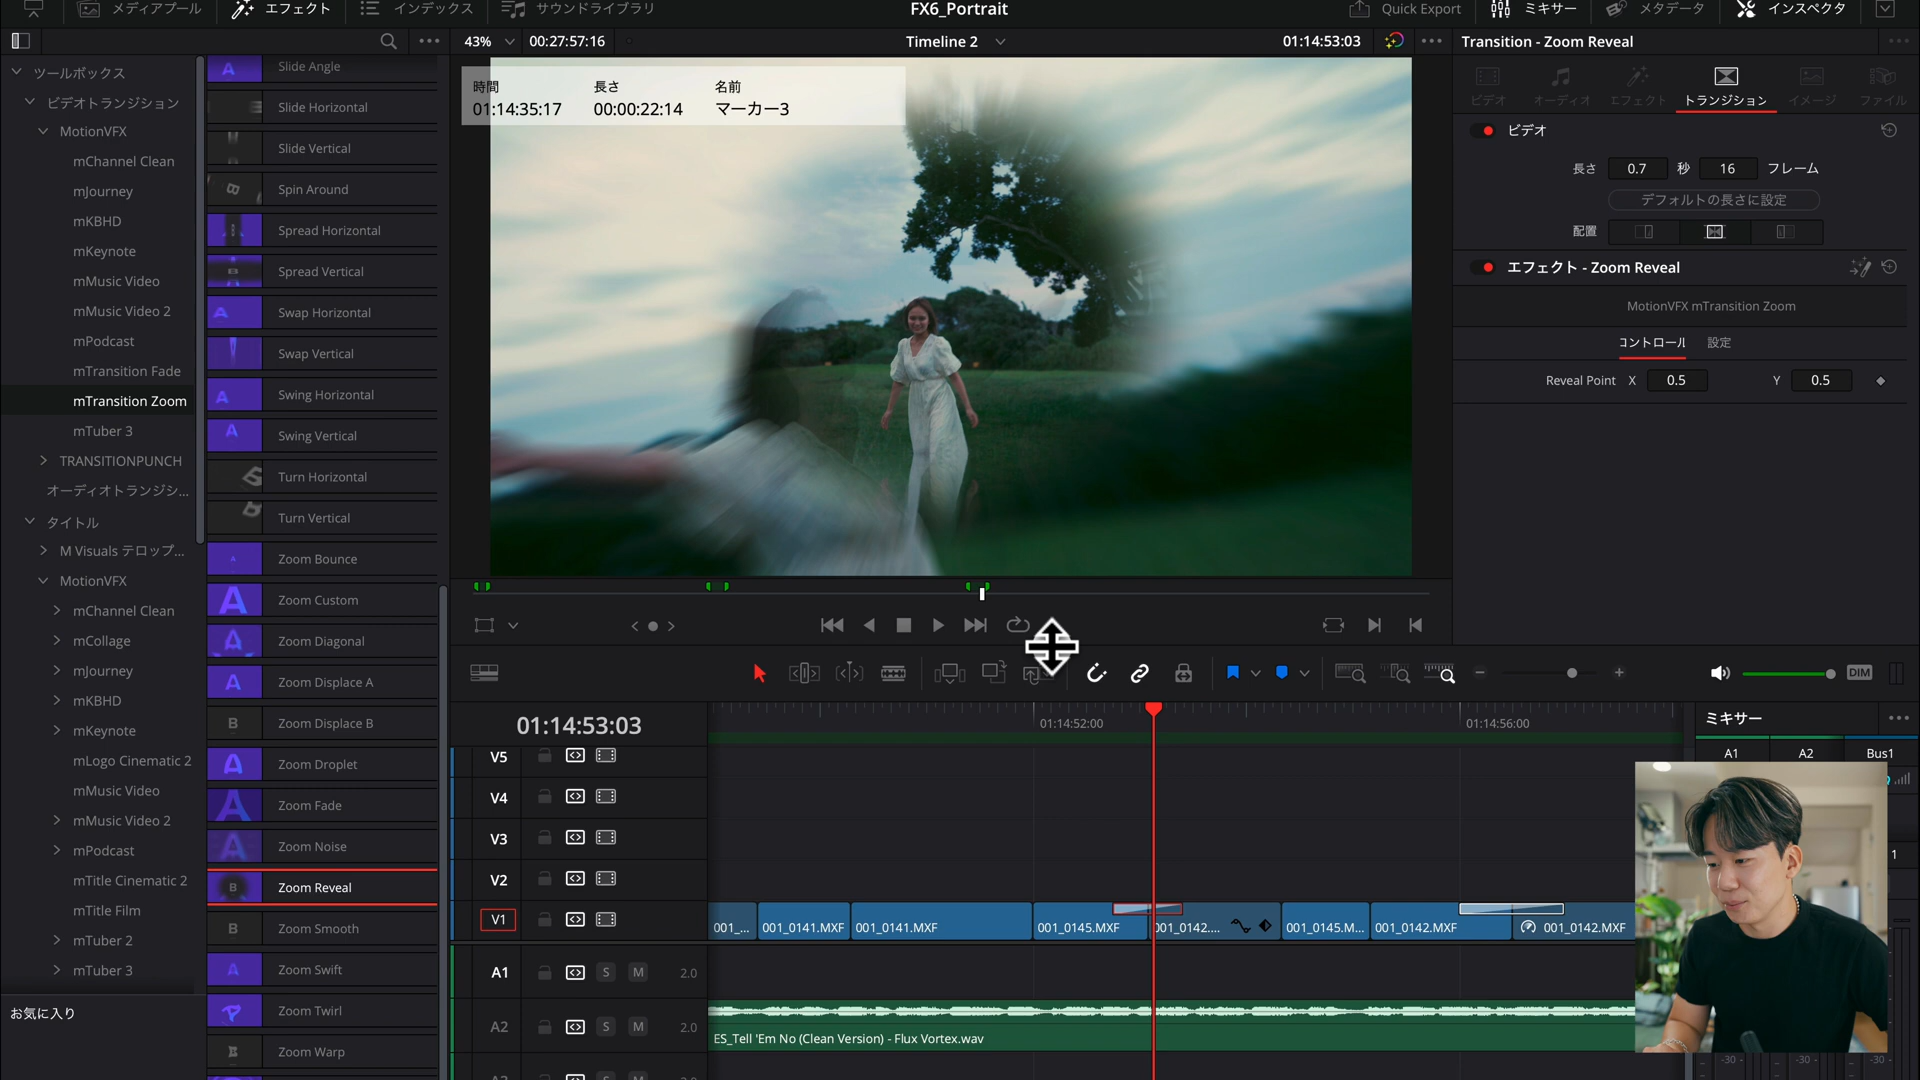 メディアプール
エフェクト
インデックス
サウンドライブラリ
FX6_Portrait
Quick Export
ミキサー
メタデータ
インスペクタ
43%
00:27:57:16
Timeline 2
01:14:53:03
Transition - Zoom Reveal
ツールボックス
ビデオトランジション
MotionVFX
mChannel Clean
mJourney
mKBHD
mKeynote
mMusic Video
mMusic Video 2
mPodcast
mTransition Fade
mTransition Zoom
mTuber 3
TRANSITIONPUNCH
オーディオトランジシ...
タイトル
M Visuals テロップ...
MotionVFX
mChannel Clean
mCollage
mJourney
mKBHD
mKeynote
mLogo Cinematic 2
mMusic Video
mMusic Video 2
mPodcast
mTitle Cinematic 2
mTitle Film
mTuber 2
mTuber 3
お気に入り
Slide Angle
Slide Horizontal
Slide Vertical
Spin Around
Spread Horizontal
Spread Vertical
Swap Horizontal
Swap Vertical
Swing Horizontal
Swing Vertical
Turn Horizontal
Turn Vertical
Zoom Bounce
Zoom Custom
Zoom Diagonal
Zoom Displace A
Zoom Displace B
Zoom Droplet
Zoom Fade
Zoom Noise
Zoom Reveal
Zoom Smooth
Zoom Swift
Zoom Twirl
Zoom Warp
時間 長さ 名前
01:14:35:17 00:00:22:14 マーカー3
ビデオ
オーディオ
エフェクト
トランジション
イメージ
ファイル
ビデオ
長さ 0.7 秒 16 フレーム
デフォルトの長さに設定
配置
エフェクト - Zoom Reveal
MotionVFX mTransition Zoom
コントロール 設定
Reveal Point X 0.5 Y 0.5
DIM
01:14:53:03
01:14:52:00
01:14:56:00
V5
V4
V3
V2
V1
001_...
001_0141.MXF
001_0141.MXF
001_0145.MXF
001_0142....
001_0145.M...
001_0142.MXF
001_0142.MXF
A1 S M 2.0
A2 S M 2.0
ES_Tell 'Em No (Clean Version) - Flux Vortex.wav
ミキサー
A1 A2 Bus1
1
-30 -30 -30